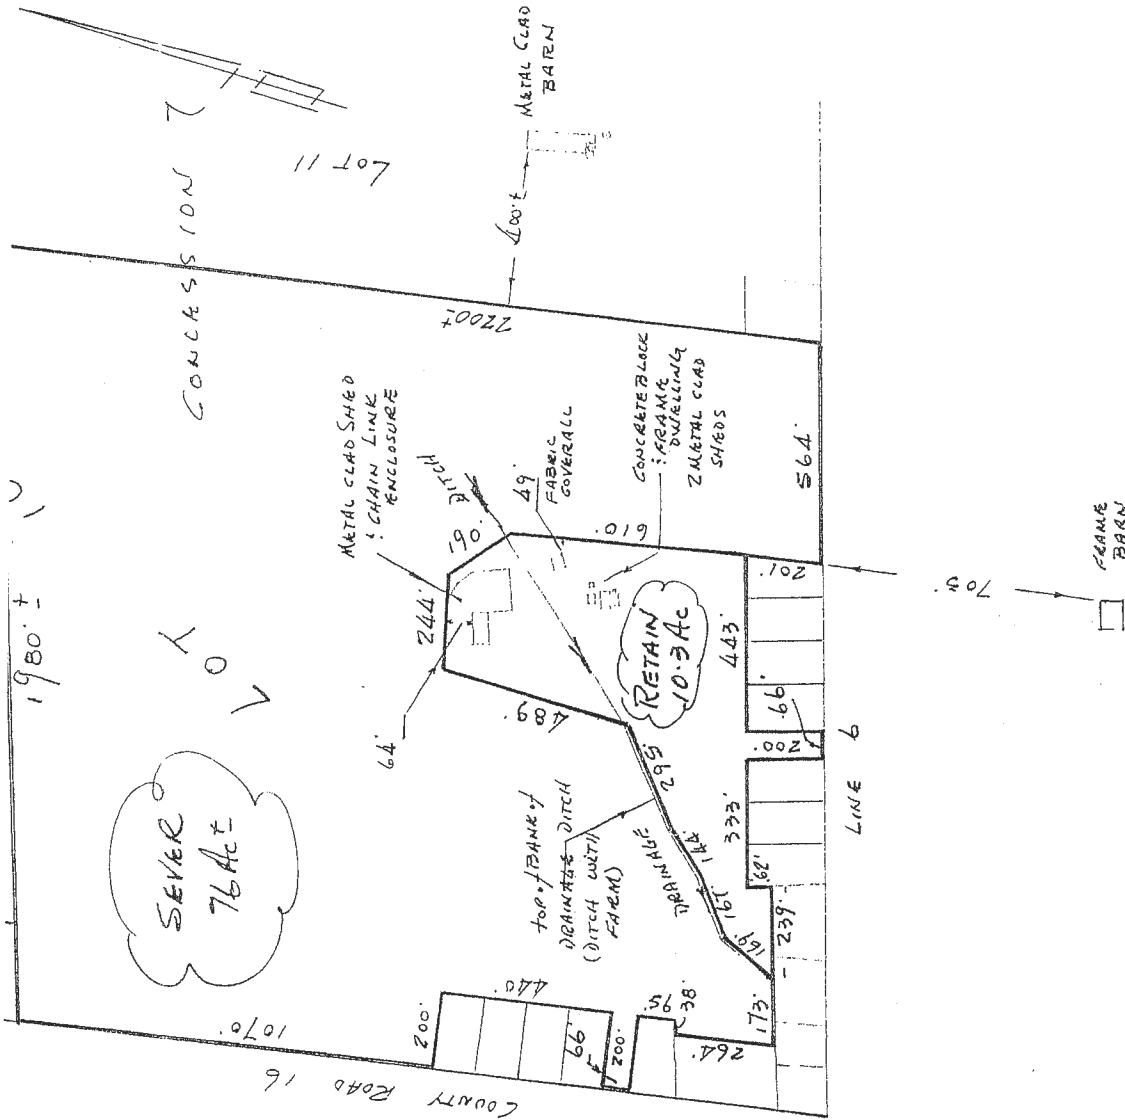 CONCESSION 7
LOT 11
METAL CLAD
BARN
400'±
2200±
1980'±
SEVER
76 Ac ±
METAL CLAD SHED
& CHAIN LINK
ENCLOSURE
DITCH
190'
244'
64'
489'
49'
FABRIC
COVERALL
610'
CONCRETE BLOCK
& FRAME
DWELLING
2 METAL CLAD
SHEDS
564'
RETAIN
10.3 Ac
201'
443'
66'
200'
333'
62'
239'
173'
264'
38'
95'
295'
144'
167'
169'
DRAINAGE
TOP of BANK of
DRAINAGE DITCH
(DITCH WITH
FARM)
440'
200'
66'
200'
1070'
COUNTY ROAD 16
LINE 6
705'
FRAME
BARN